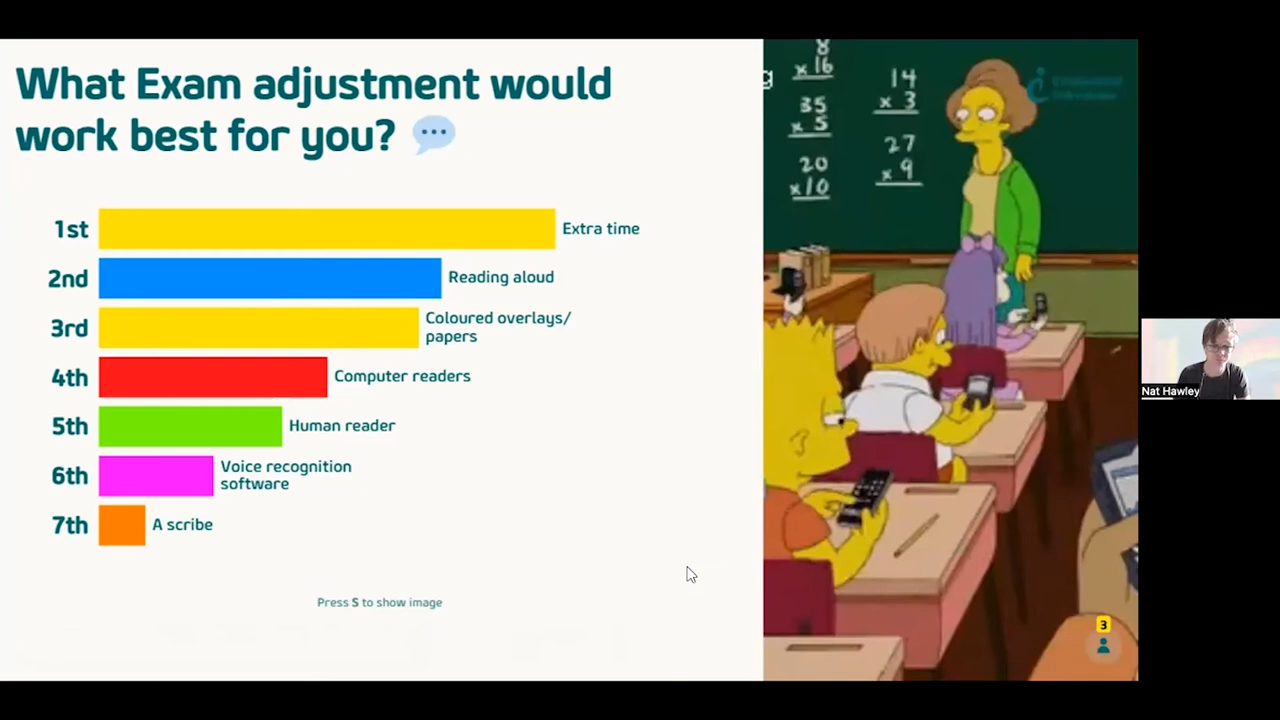 What Exam adjustment would
work best for you?
1st
Extra time
2nd
Reading aloud
3rd
Coloured overlays/
papers
4th
Computer readers
5th
Human reader
6th
Voice recognition
software
7th
A scribe
Press S to show image
g
8
x 16
35
x 5
20
x10
14
x 3
27
x 9
3
Nat Hawley